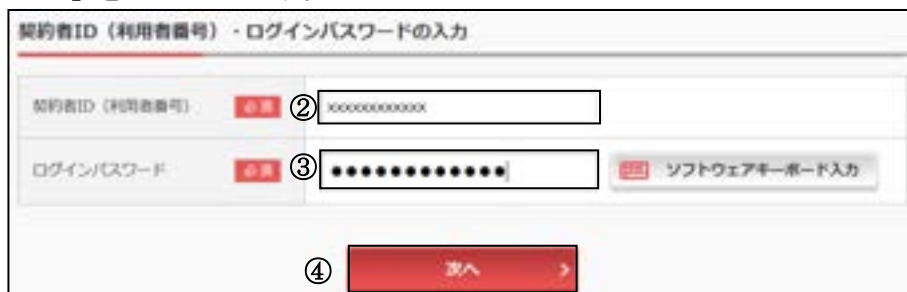 契約者ID（利用者番号）・ログインパスワードの入力
契約者ID（利用者番号） 必須 ② xxxxxxxxxxxx
ログインパスワード 必須 ③ ●●●●●●●●●●●● ソフトウェアキーボード入力
④ 次へ >